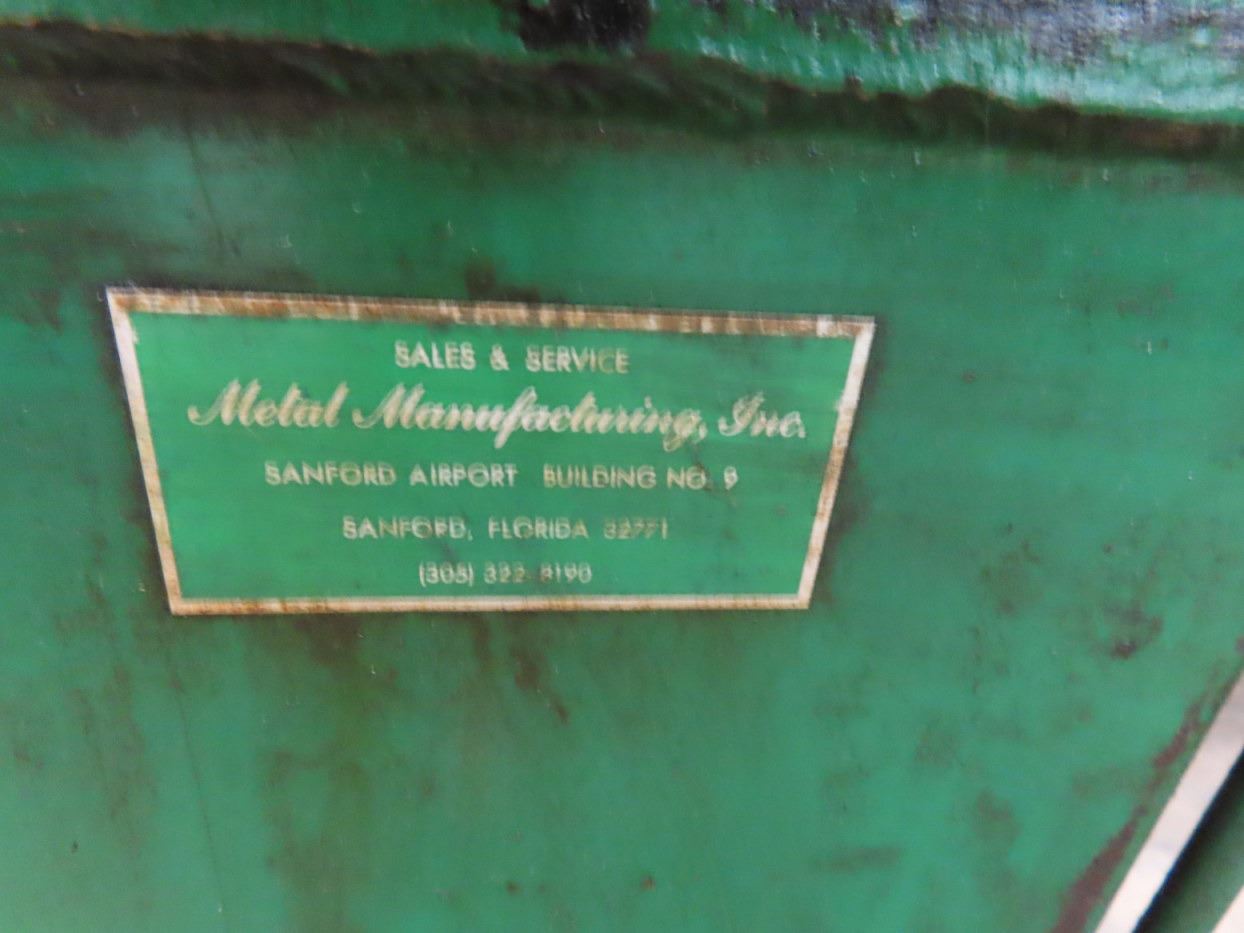 SALES & SERVICE
Metal Manufacturing, Inc.
SANFORD AIRPORT BUILDING NO. 9
SANFORD, FLORIDA 32771
(305) 322-8190